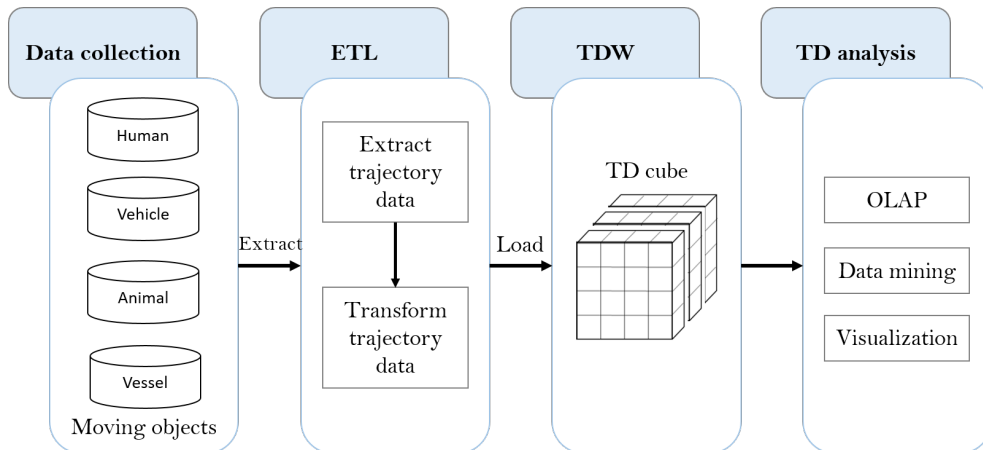 Data collection
ETL
TDW
TD analysis
Human
Vehicle
Animal
Vessel
Moving objects
Extract
Extract
trajectory
data
Transform
trajectory
data
Load
TD cube
OLAP
Data mining
Visualization